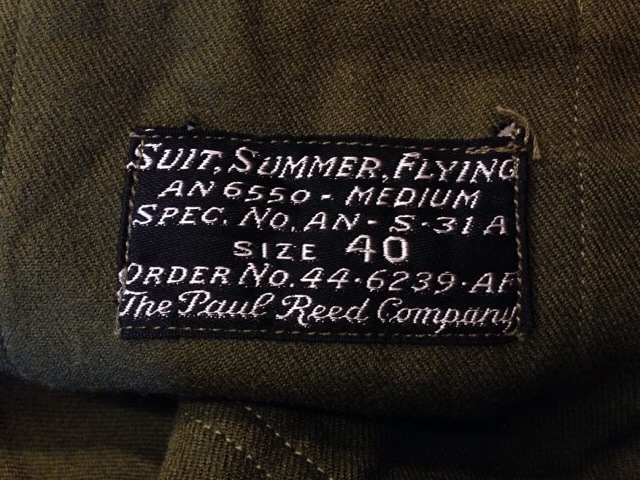 SUIT, SUMMER, FLYING
AN 6550 - MEDIUM
SPEC. NO. AN - S - 31 A
SIZE 40
ORDER NO. 44 - 6239 - AF
The Paul Reed Company